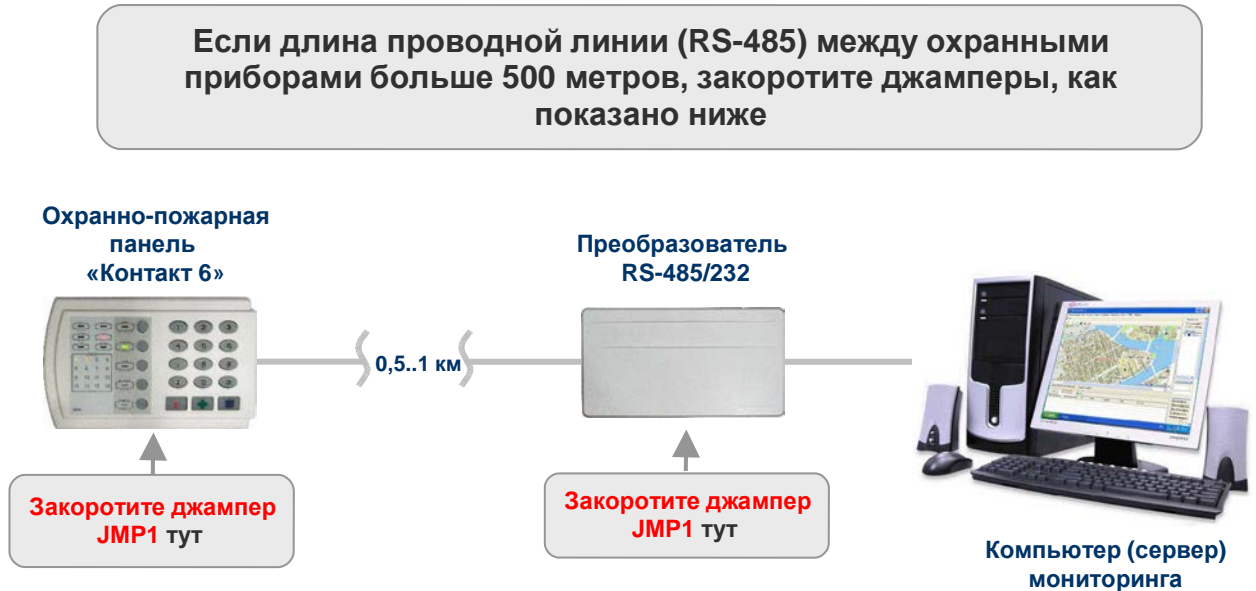 Если длина проводной линии (RS-485) между охранными
приборами больше 500 метров, закоротите джамперы, как
показано ниже
Охранно-пожарная
панель
«Контакт 6»
Преобразователь
RS-485/232
0,5..1 км
Закоротите джампер
JMP1 тут
Закоротите джампер
JMP1 тут
Компьютер (сервер)
мониторинга